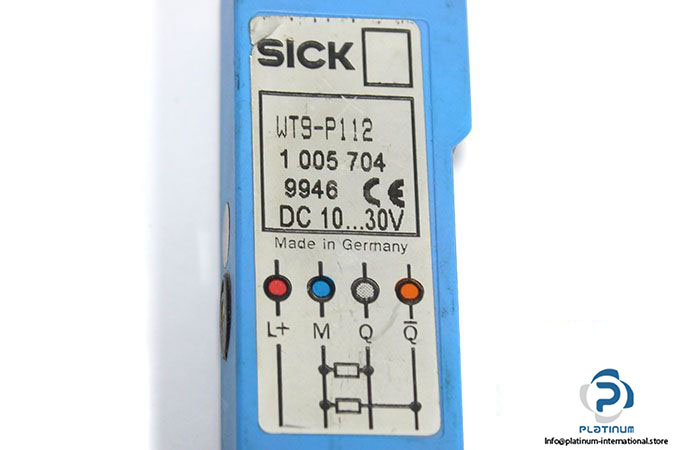 SICK
WT9-P112
1 005 704
9946 CE
DC 10...30V
Made in Germany
L+ M Q Q̅
PLATINUM
Info@platinum-international.store